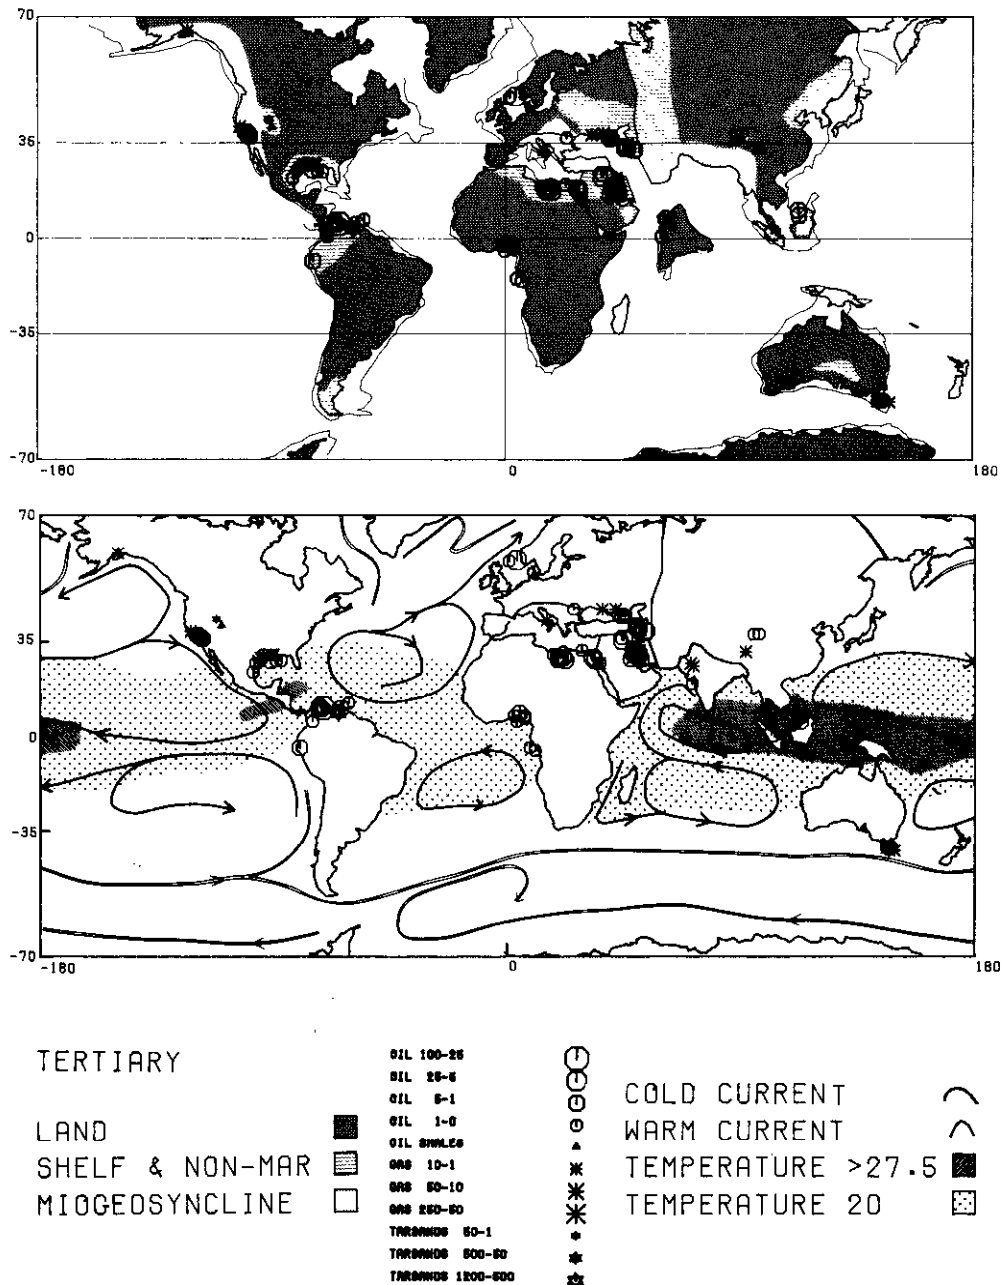 70
35
0
-35
-70
-180
0
180
70
35
0
-35
-70
-180
0
180
TERTIARY
LAND
SHELF & NON-MAR
MIOGEOSYNCLINE
OIL 100-25
OIL 25-5
OIL 5-1
OIL 1-0
OIL SHALES
GAS 10-1
GAS 50-10
GAS 250-50
TARSANDS 50-1
TARSANDS 500-50
TARSANDS 1200-500
COLD CURRENT
WARM CURRENT
TEMPERATURE >27.5
TEMPERATURE 20